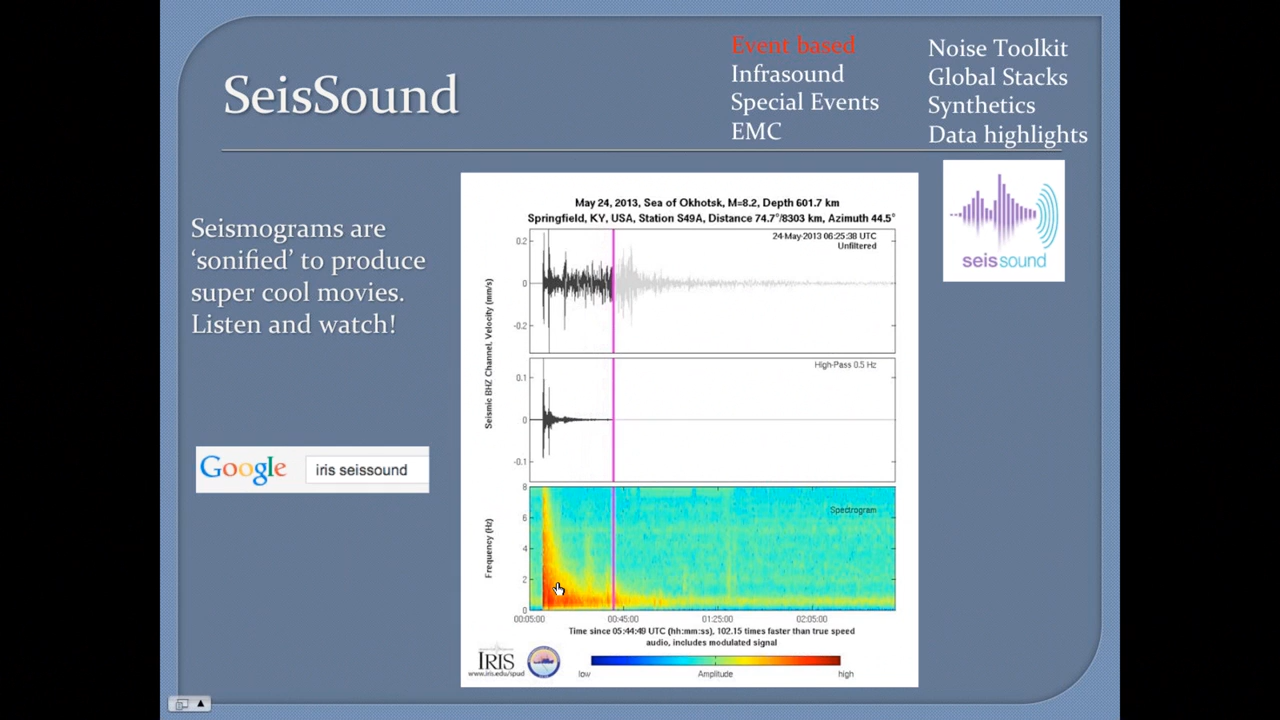 SeisSound
Event based
Infrasound
Special Events
EMC
Noise Toolkit
Global Stacks
Synthetics
Data highlights
seissound
Seismograms are
‘sonified’ to produce
super cool movies.
Listen and watch!
Google
iris seissound
May 24, 2013, Sea of Okhotsk, M=8.2, Depth 601.7 km
Springfield, KY, USA, Station S49A, Distance 74.7°/8303 km, Azimuth 44.5°
24-May-2013 06:25:38 UTC
Unfiltered
0.2
0
-0.2
Seismic BHZ Channel, Velocity (mm/s)
High-Pass 0.5 Hz
0.1
0
-0.1
Spectrogram
8
6
4
2
0
Frequency (Hz)
00:05:00 00:45:00 01:25:00 02:05:00
Time since 05:44:49 UTC (hh:mm:ss), 102.15 times faster than true speed
audio, includes modulated signal
IRIS
www.iris.edu/spud
low Amplitude high